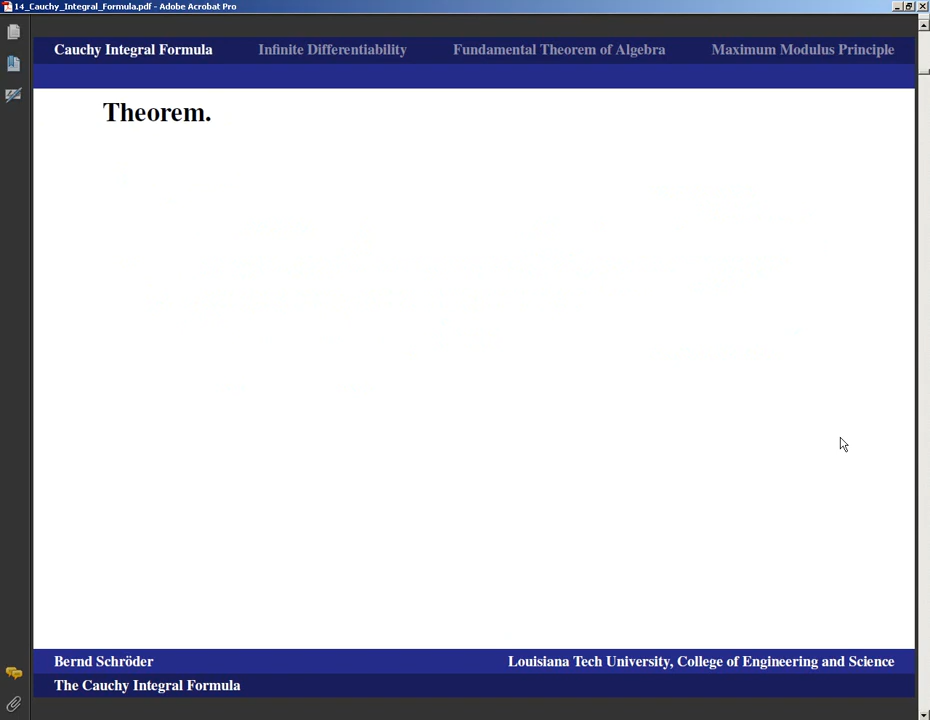 14_Cauchy_Integral_Formula.pdf - Adobe Acrobat Pro
Cauchy Integral Formula Infinite Differentiability Fundamental Theorem of Algebra Maximum Modulus Principle
Theorem.
Bernd Schröder Louisiana Tech University, College of Engineering and Science
The Cauchy Integral Formula